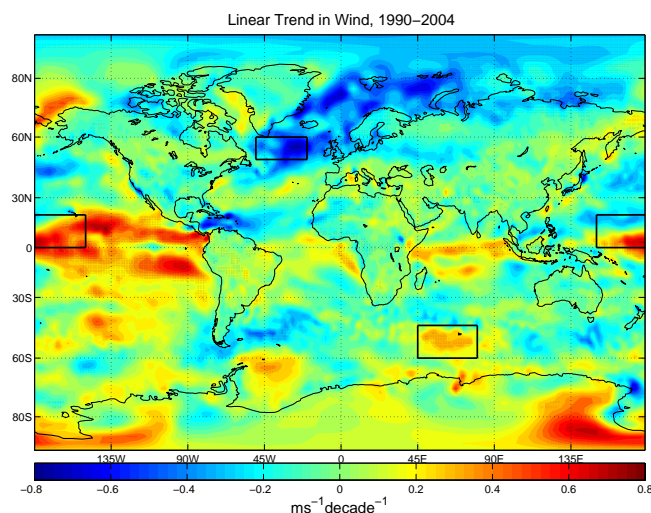 Linear Trend in Wind, 1990−2004
80N
60N
30N
0
30S
60S
80S
135W 90W 45W 0 45E 90E 135E
−0.8 −0.6 −0.4 −0.2 0 0.2 0.4 0.6 0.8
ms⁻¹decade⁻¹